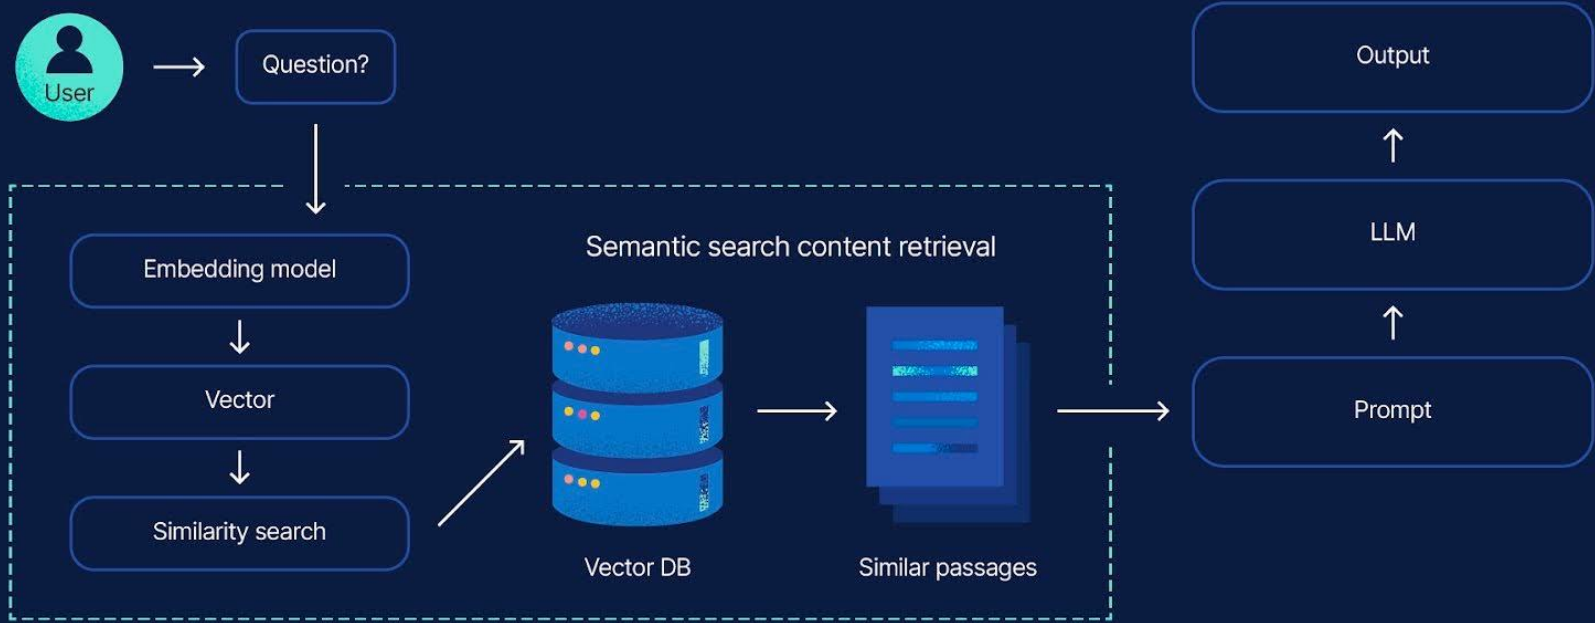 User
Question?
Embedding model
Vector
Similarity search
Semantic search content retrieval
Vector DB
Similar passages
Prompt
LLM
Output